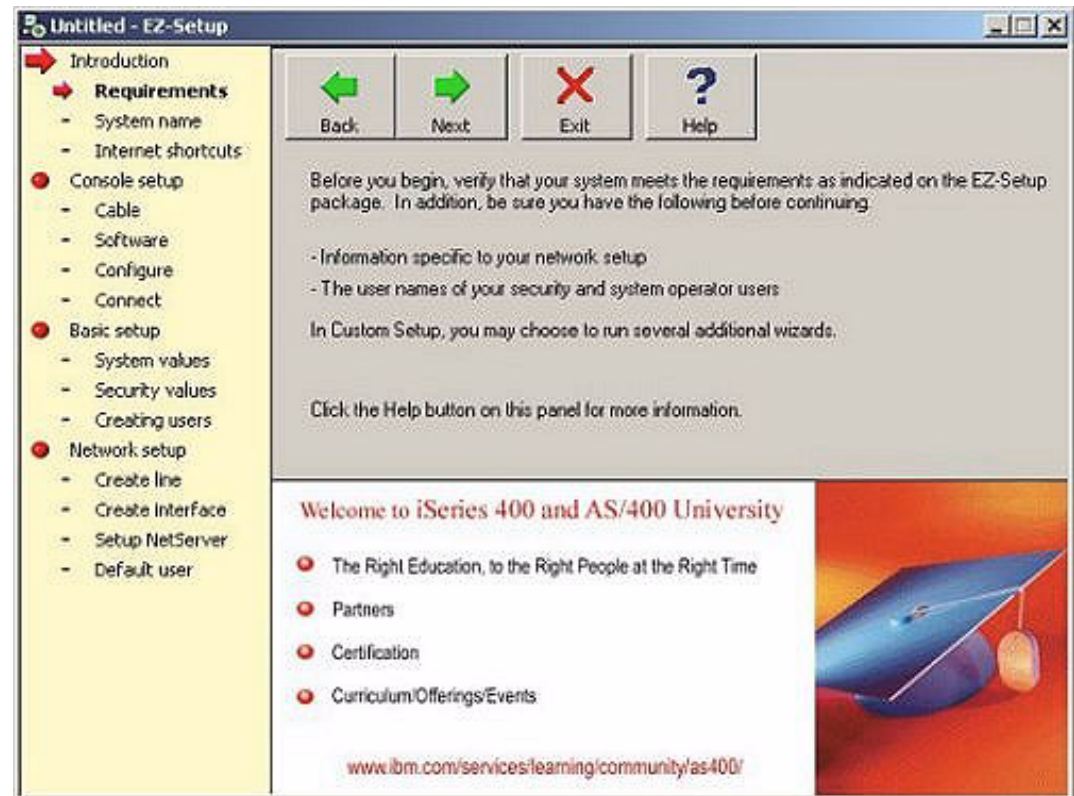 Untitled - EZ-Setup
Introduction
Requirements
- System name
- Internet shortcuts
Console setup
- Cable
- Software
- Configure
- Connect
Basic setup
- System values
- Security values
- Creating users
Network setup
- Create line
- Create interface
- Setup NetServer
- Default user
Back
Next
Exit
Help
Before you begin, verify that your system meets the requirements as indicated on the EZ-Setup
package. In addition, be sure you have the following before continuing
- Information specific to your network setup
- The user names of your security and system operator users
In Custom Setup, you may choose to run several additional wizards.
Click the Help button on this panel for more information.
Welcome to iSeries 400 and AS/400 University
The Right Education, to the Right People at the Right Time
Partners
Certification
Curriculum/Offerings/Events
www.ibm.com/services/learning/community/as400/